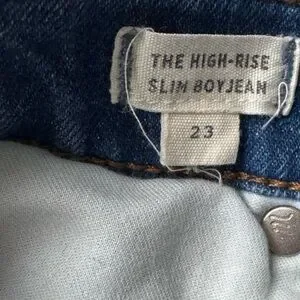 THE HIGH-RISE
SLIM BOYJEAN
23